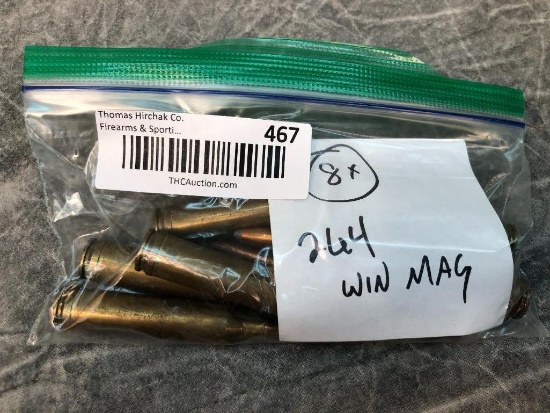 Thomas Hirchak Co.
Firearms & Sporti...
467
THCAuction.com
8x
264
WIN MAG